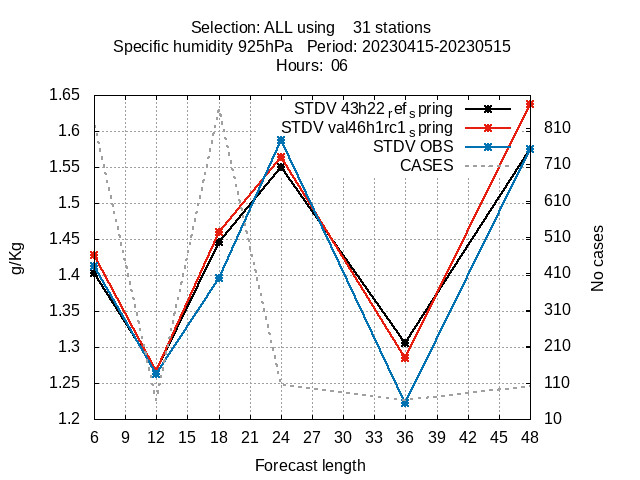 Selection: ALL using    31 stations
Specific humidity 925hPa   Period: 20230415-20230515
Hours:  06
STDV 43h22ref spring
STDV val46h1rc1spring
STDV OBS
CASES
1.65
1.6
1.55
1.5
1.45
1.4
1.35
1.3
1.25
1.2
810
710
610
510
410
310
210
110
10
g/Kg
No cases
6 9 12 15 18 21 24 27 30 33 36 39 42 45 48
Forecast length